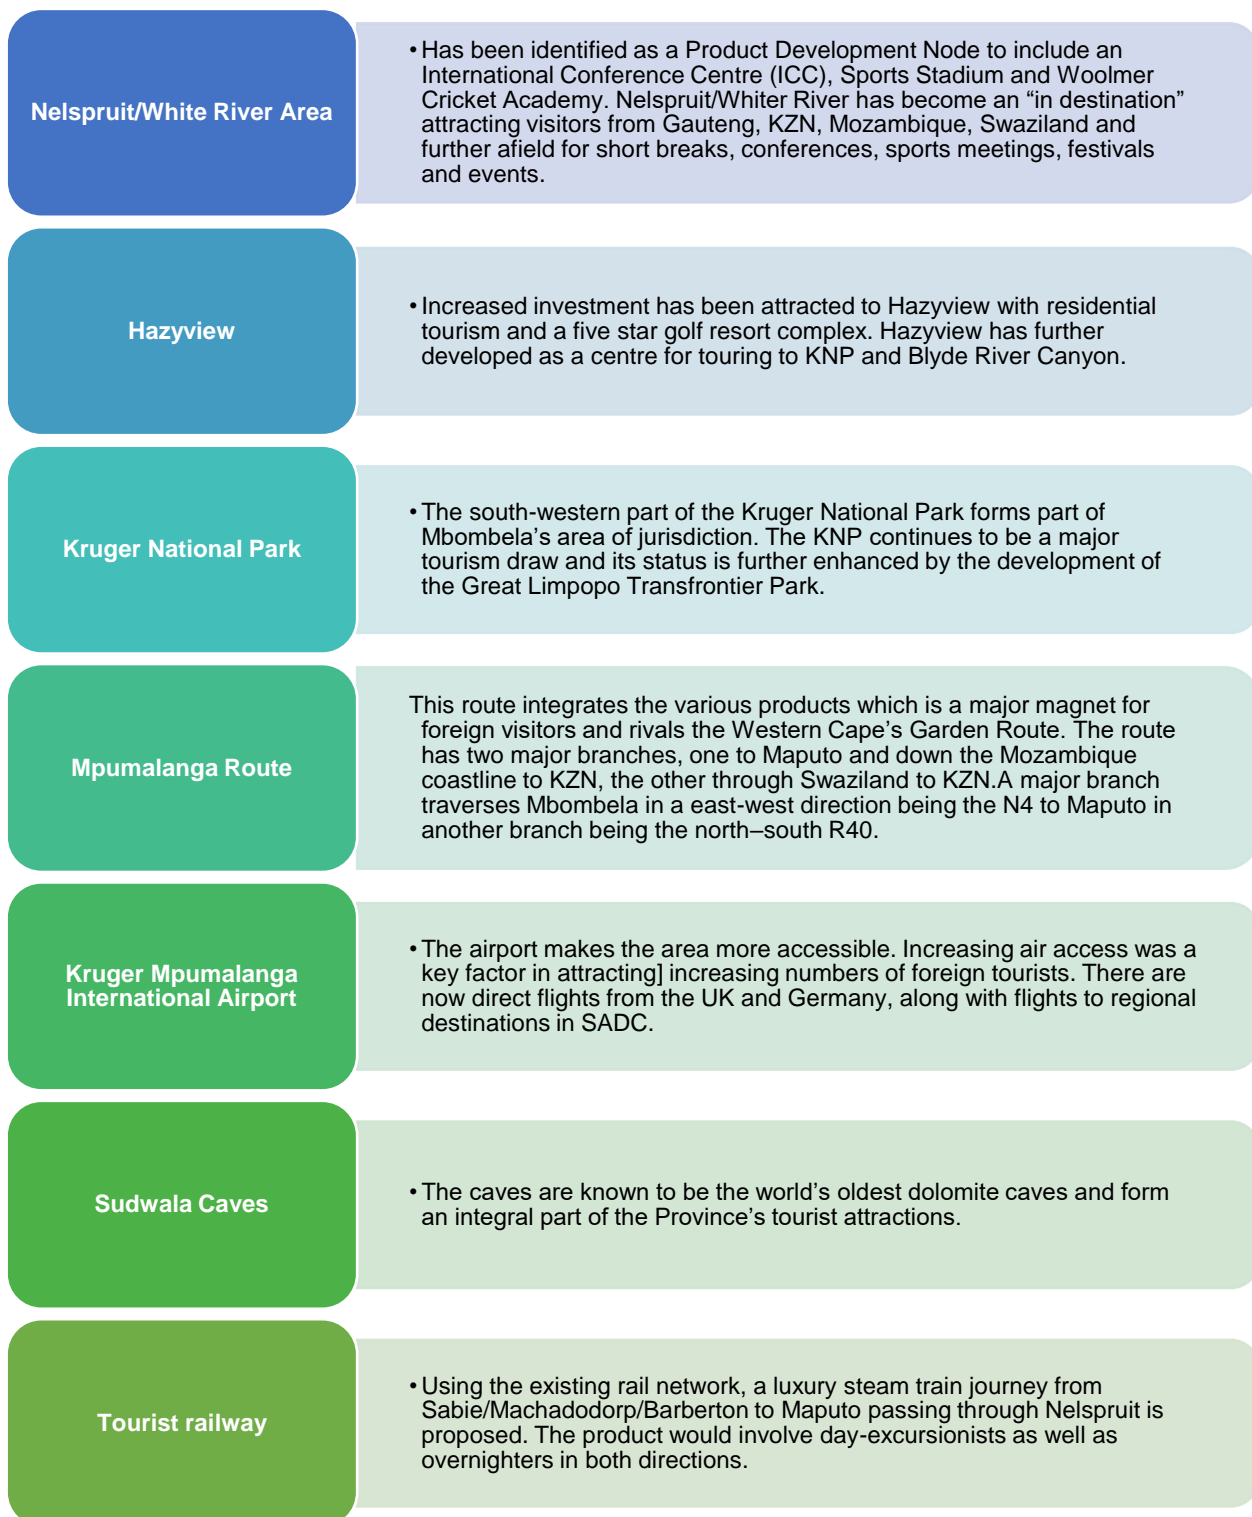 Nelspruit/White River Area
• Has been identified as a Product Development Node to include an
International Conference Centre (ICC), Sports Stadium and Woolmer
Cricket Academy. Nelspruit/Whiter River has become an “in destination”
attracting visitors from Gauteng, KZN, Mozambique, Swaziland and
further afield for short breaks, conferences, sports meetings, festivals
and events.
Hazyview
• Increased investment has been attracted to Hazyview with residential
tourism and a five star golf resort complex. Hazyview has further
developed as a centre for touring to KNP and Blyde River Canyon.
Kruger National Park
• The south-western part of the Kruger National Park forms part of
Mbombela’s area of jurisdiction. The KNP continues to be a major
tourism draw and its status is further enhanced by the development of
the Great Limpopo Transfrontier Park.
Mpumalanga Route
This route integrates the various products which is a major magnet for
foreign visitors and rivals the Western Cape’s Garden Route. The route
has two major branches, one to Maputo and down the Mozambique
coastline to KZN, the other through Swaziland to KZN.A major branch
traverses Mbombela in a east-west direction being the N4 to Maputo in
another branch being the north–south R40.
Kruger Mpumalanga
International Airport
• The airport makes the area more accessible. Increasing air access was a
key factor in attracting] increasing numbers of foreign tourists. There are
now direct flights from the UK and Germany, along with flights to regional
destinations in SADC.
Sudwala Caves
• The caves are known to be the world’s oldest dolomite caves and form
an integral part of the Province’s tourist attractions.
Tourist railway
• Using the existing rail network, a luxury steam train journey from
Sabie/Machadodorp/Barberton to Maputo passing through Nelspruit is
proposed. The product would involve day-excursionists as well as
overnighters in both directions.